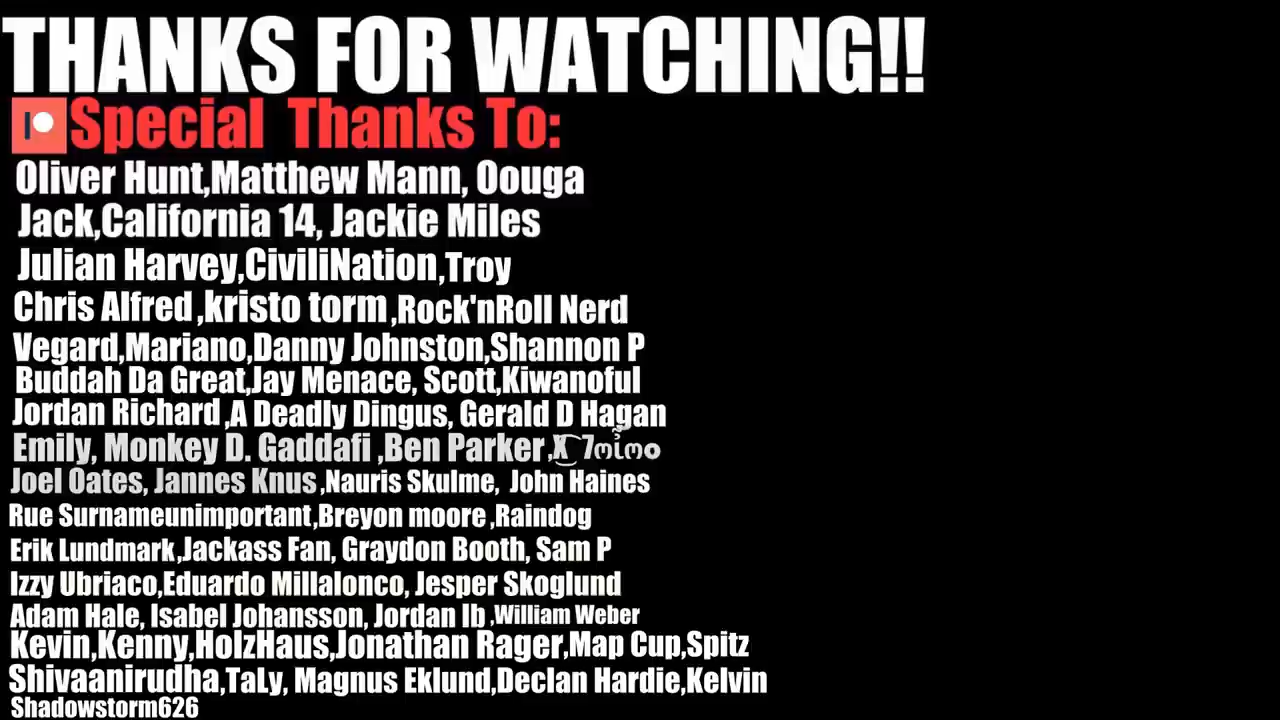 THANKS FOR WATCHING!!
Special Thanks To:
Oliver Hunt,Matthew Mann, Oouga
Jack,California 14, Jackie Miles
Julian Harvey,CiviliNation,Troy
Chris Alfred ,kristo torm ,Rock'nRoll Nerd
Vegard,Mariano,Danny Johnston,Shannon P
Buddah Da Great,Jay Menace, Scott,Kiwanoful
Jordan Richard ,A Deadly Dingus, Gerald D Hagan
Emily, Monkey D. Gaddafi ,Ben Parker,
Joel Oates, Jannes Knus ,Nauris Skulme, John Haines
Rue Surnameunimportant,Breyon moore ,Raindog
Erik Lundmark,Jackass Fan, Graydon Booth, Sam P
Izzy Ubriaco,Eduardo Millalonco, Jesper Skoglund
Adam Hale, Isabel Johansson, Jordan Ib ,William Weber
Kevin,Kenny,HolzHaus,Jonathan Rager,Map Cup,Spitz
Shivaanirudha,TaLy, Magnus Eklund,Declan Hardie,Kelvin
Shadowstorm626